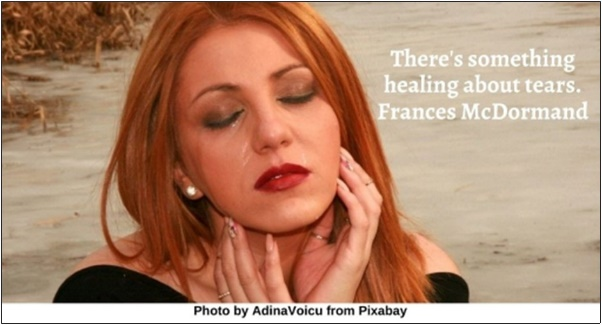 There's something
healing about tears.
Frances McDormand
Photo by AdinaVoicu from Pixabay